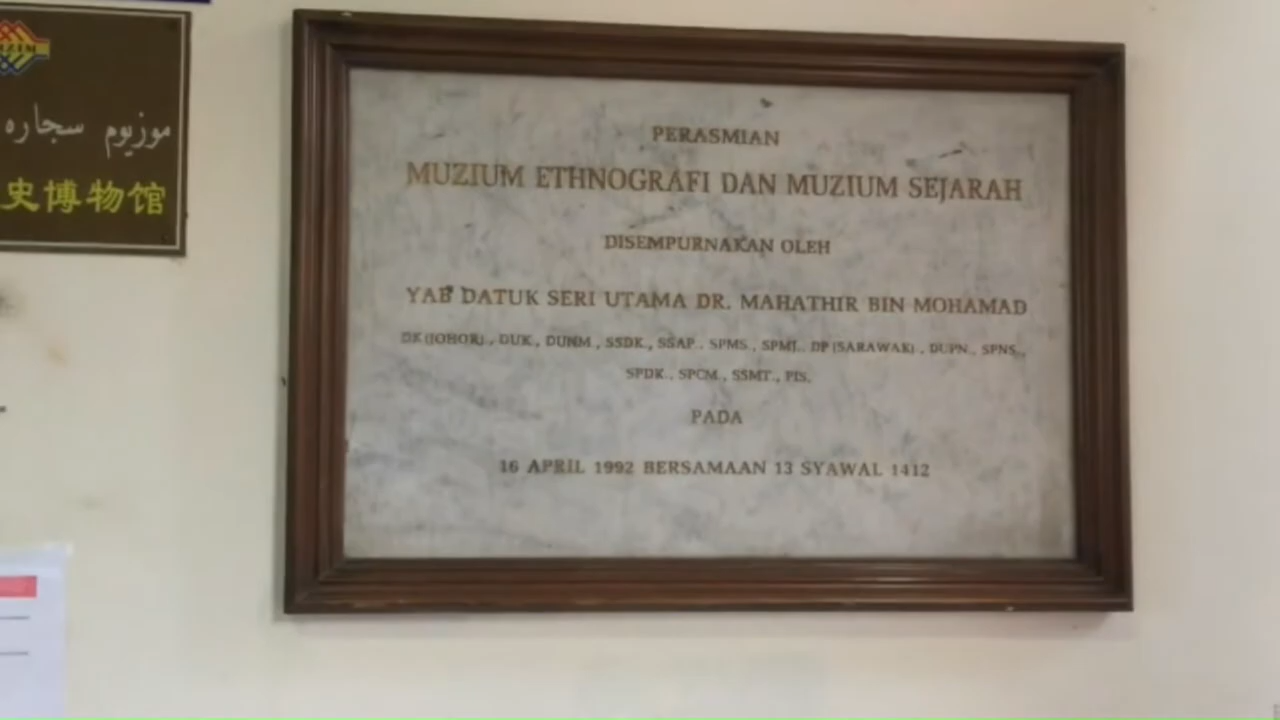 موزيوم سجاره
史博物馆
PERASMIAN
MUZIUM ETHNOGRAFI DAN MUZIUM SEJARAH
DISEMPURNAKAN OLEH
YAB DATUK SERI UTAMA DR. MAHATHIR BIN MOHAMAD
DK (JOHOR)., DUK., DUNM., SSDK., SSAP., SPMS., SPMJ., DP (SARAWAK)., DUPN., SPNS.,
SPDK., SPCM., SSMT., PIS.
PADA
16 APRIL 1992 BERSAMAAN 13 SYAWAL 1412